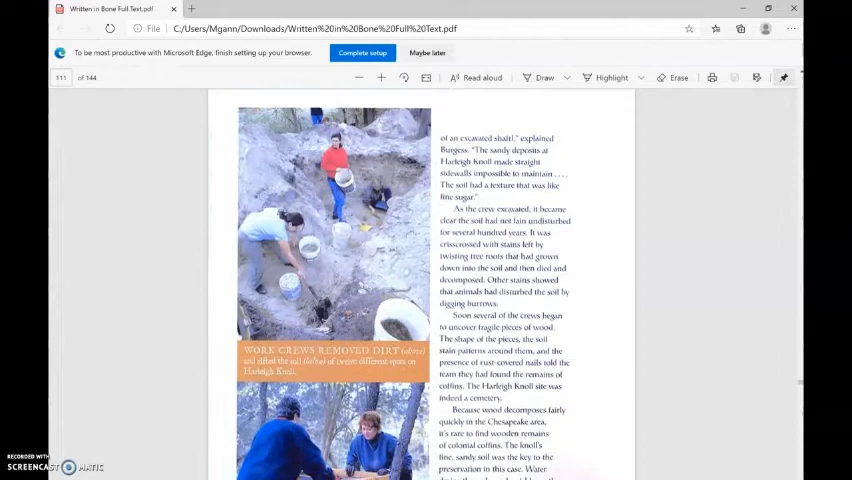 Written in Bone Full Text.pdf
File
C:/Users/Mgann/Downloads/Written%20in%20Bone%20Full%20Text.pdf
To be most productive with Microsoft Edge, finish setting up your browser.
Complete setup
Maybe later
111 of 144
Read aloud
Draw
Highlight
Erase
WORK CREWS REMOVED DIRT (above)
and sifted the soil (below) of twelve different spots on
Harleigh Knoll.
of an excavated shaft]," explained
Burgess. "The sandy deposits at
Harleigh Knoll made straight
sidewalls impossible to maintain . . . .
The soil had a texture that was like
fine sugar."
As the crew excavated, it became
clear the soil had not lain undisturbed
for several hundred years. It was
crisscrossed with stains left by
twisting tree roots that had grown
down into the soil and then died and
decomposed. Other stains showed
that animals had disturbed the soil by
digging burrows.
Soon several of the crews began
to uncover fragile pieces of wood.
The shape of the pieces, the soil
stain patterns around them, and the
presence of rust-covered nails told the
team they had found the remains of
coffins. The Harleigh Knoll site was
indeed a cemetery.
Because wood decomposes fairly
quickly in the Chesapeake area,
it's rare to find wooden remains
of colonial coffins. The knoll's
fine, sandy soil was the key to the
preservation in this case. Water
RECORDED WITH
SCREENCAST MATIC